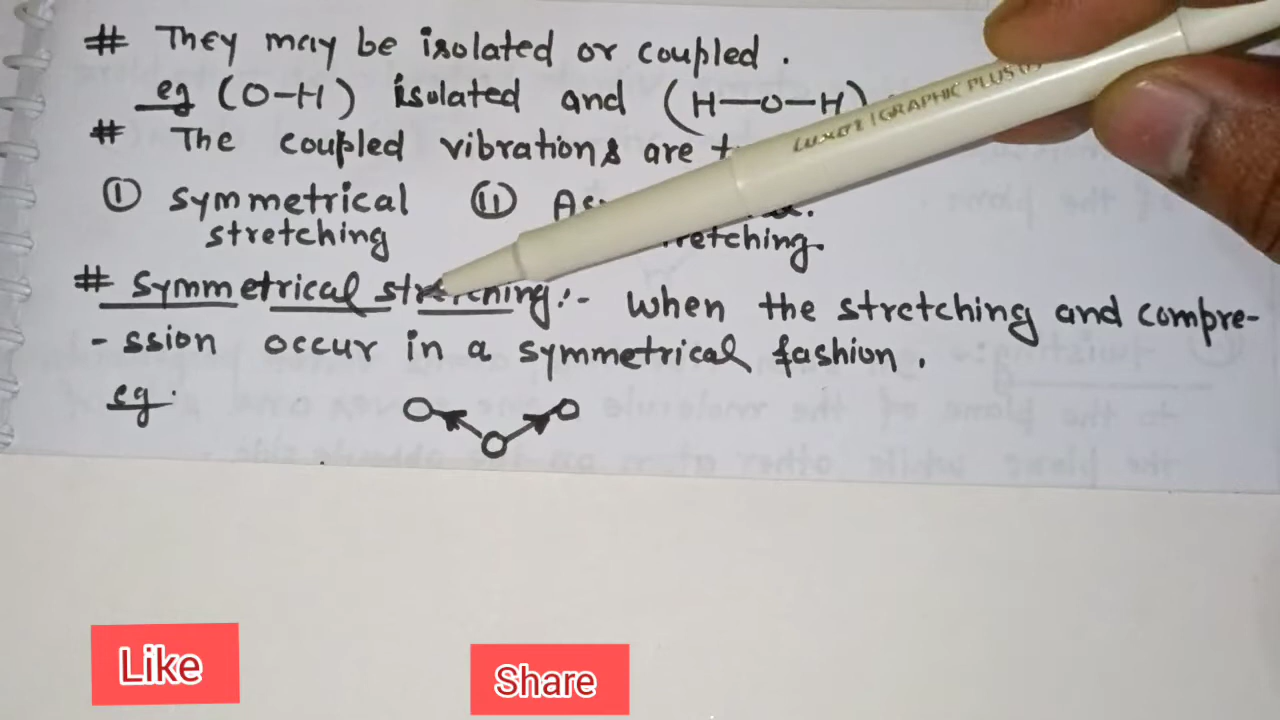 # They may be isolated or coupled.
eg (O-H) isolated and (H-O-H)
# The coupled vibrations are
① symmetrical ⑪
stretching stretching.
# Symmetrical stretching:- When the stretching and compre-
-ssion occur in a symmetrical fashion.
eg.
LUXOR | GRAPHIC PLUS
Like
Share